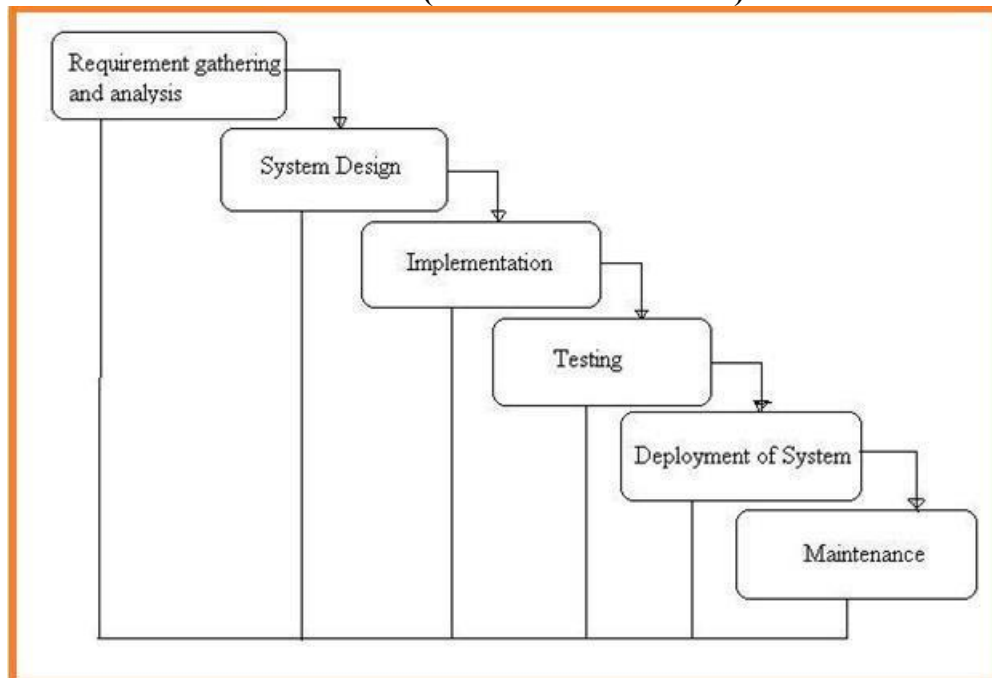 Requirement gathering
and analysis
System Design
Implementation
Testing
Deployment of System
Maintenance